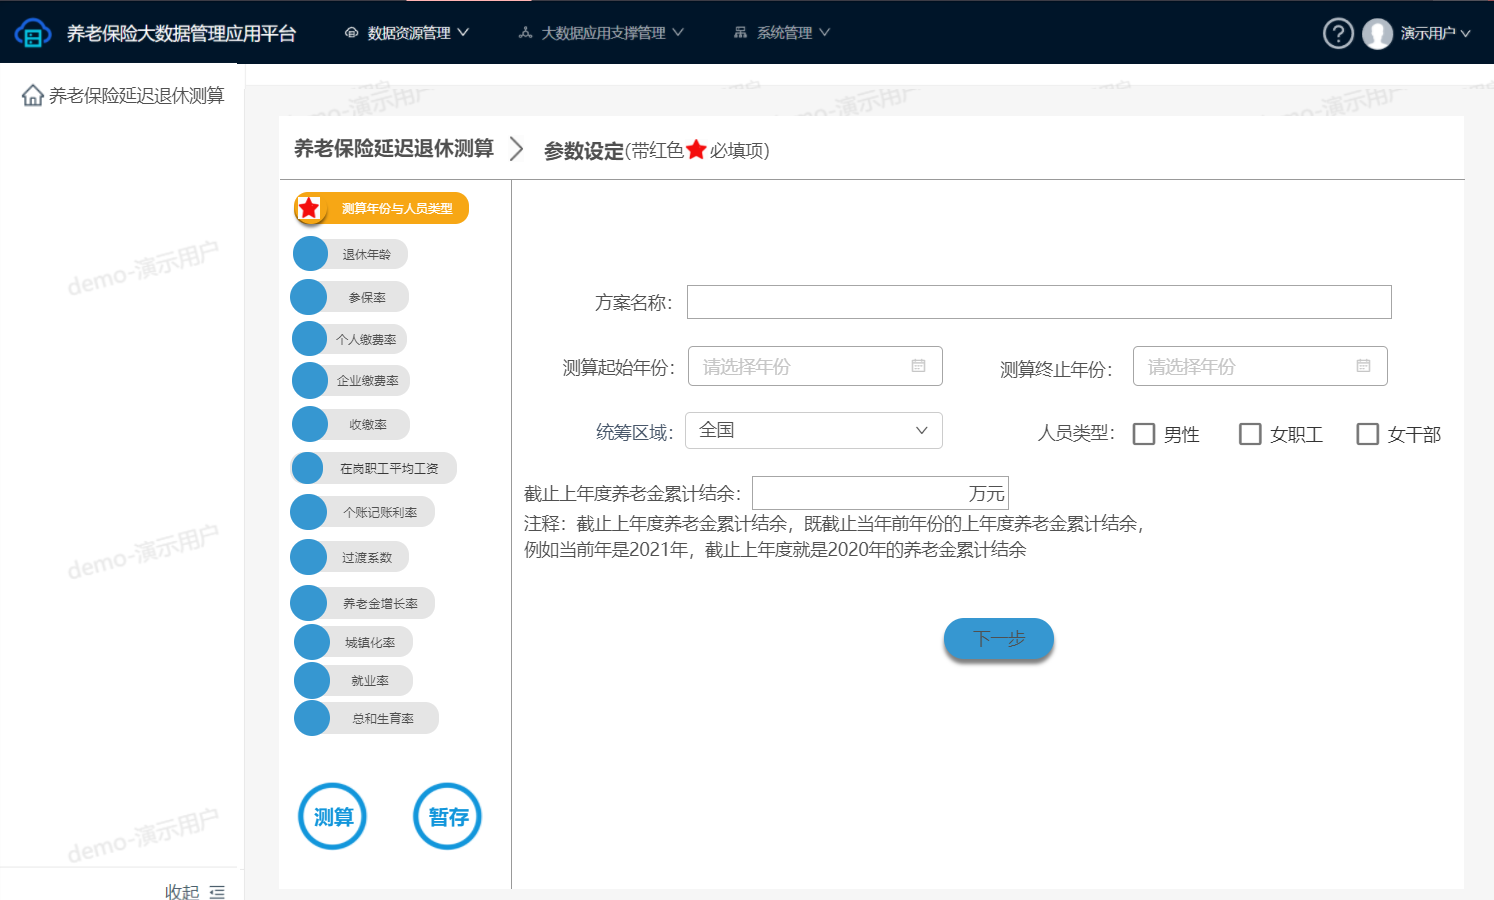 养老保险大数据管理应用平台
数据资源管理
大数据应用支撑管理
系统管理
?
演示用户
养老保险延迟退休测算
养老保险延迟退休测算
参数设定(带红色★必填项)
测算年份与人员类型
退休年龄
参保率
个人缴费率
企业缴费率
收缴率
在岗职工平均工资
个账记账利率
过渡系数
养老金增长率
城镇化率
就业率
总和生育率
测算
暂存
方案名称：
测算起始年份：
请选择年份
测算终止年份：
请选择年份
统筹区域：
全国
人员类型：
男性
女职工
女干部
截止上年度养老金累计结余：
万元
注释：截止上年度养老金累计结余，既截止当年前年份的上年度养老金累计结余，
例如当前年是2021年，截止上年度就是2020年的养老金累计结余
下一步
demo-演示用户
demo-演示用户
demo-演示用户
收起